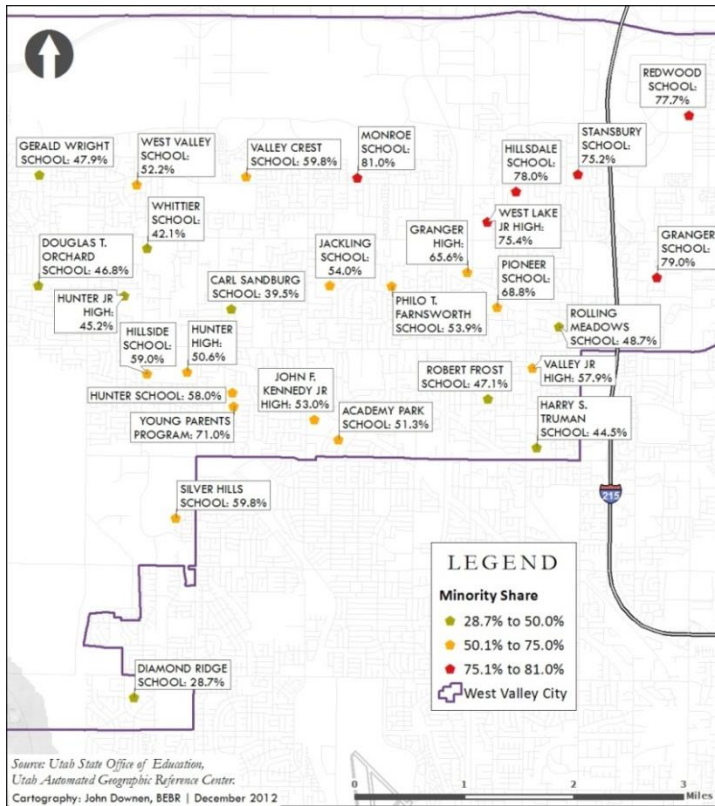 REDWOOD
SCHOOL:
77.7%
GERALD WRIGHT
SCHOOL: 47.9%
WEST VALLEY
SCHOOL:
52.2%
VALLEY CREST
SCHOOL: 59.8%
MONROE
SCHOOL:
81.0%
HILLSDALE
SCHOOL:
78.0%
STANSBURY
SCHOOL:
75.2%
WHITTIER
SCHOOL:
42.1%
WEST LAKE
JR HIGH:
75.4%
DOUGLAS T.
ORCHARD
SCHOOL: 46.8%
JACKLING
SCHOOL:
54.0%
GRANGER
HIGH:
65.6%
GRANGER
SCHOOL:
79.0%
HUNTER JR
HIGH:
45.2%
CARL SANDBURG
SCHOOL: 39.5%
PHILO T.
FARNSWORTH
SCHOOL: 53.9%
PIONEER
SCHOOL:
68.8%
ROLLING
MEADOWS
SCHOOL: 48.7%
HILLSIDE
SCHOOL:
59.0%
HUNTER
HIGH:
50.6%
HUNTER SCHOOL: 58.0%
YOUNG PARENTS
PROGRAM: 71.0%
JOHN F.
KENNEDY JR
HIGH: 53.0%
ACADEMY PARK
SCHOOL: 51.3%
ROBERT FROST
SCHOOL: 47.1%
VALLEY JR
HIGH: 57.9%
HARRY S.
TRUMAN
SCHOOL: 44.5%
SILVER HILLS
SCHOOL: 59.8%
215
DIAMOND RIDGE
SCHOOL: 28.7%
LEGEND
Minority Share
28.7% to 50.0%
50.1% to 75.0%
75.1% to 81.0%
West Valley City
Source: Utah State Office of Education,
Utah Automated Geographic Reference Center.
Cartography: John Downen, BEBR | December 2012
0 1 2 3
Miles